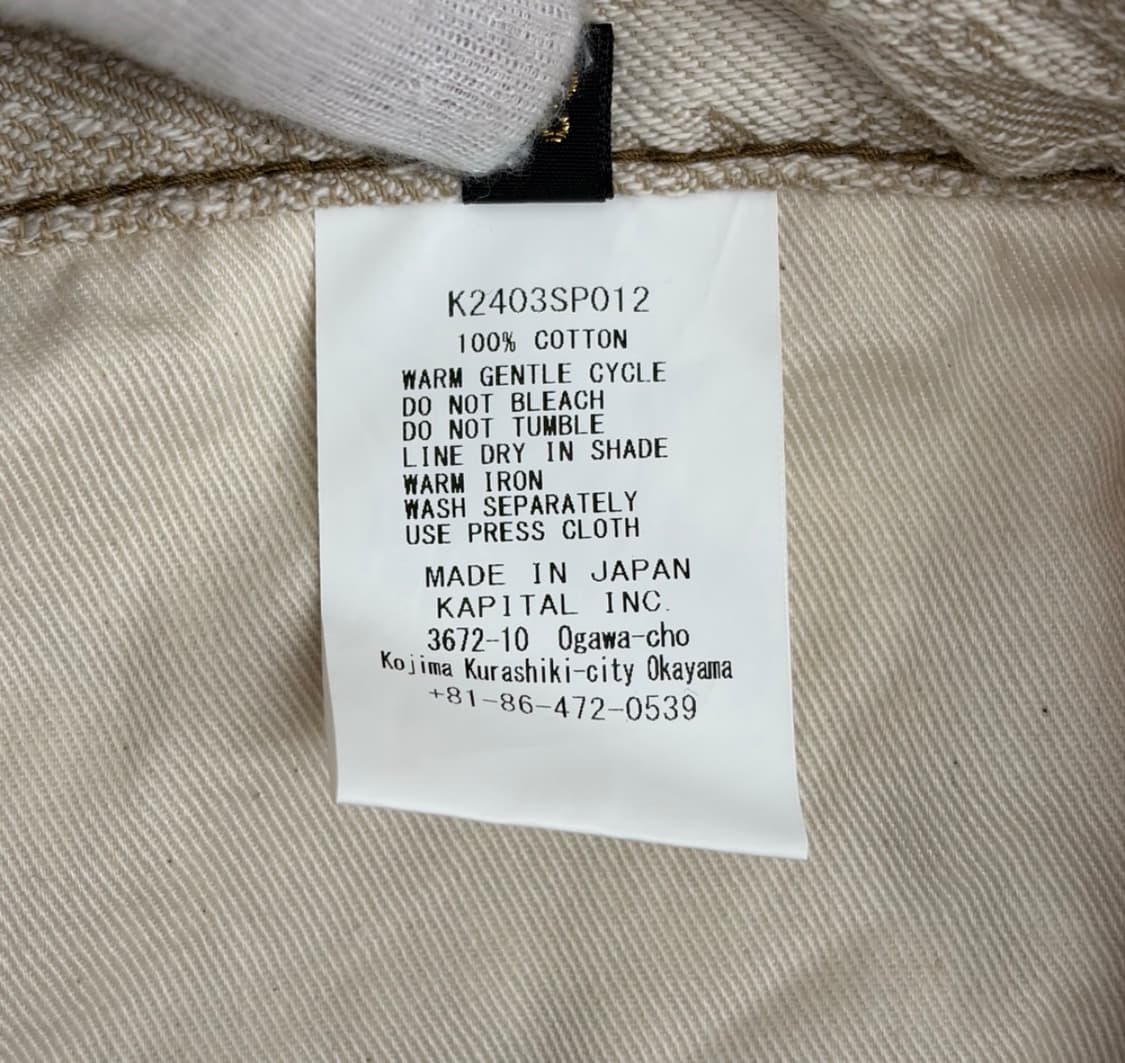 K2403SP012
100% COTTON
WARM GENTLE CYCLE
DO NOT BLEACH
DO NOT TUMBLE
LINE DRY IN SHADE
WARM IRON
WASH SEPARATELY
USE PRESS CLOTH
MADE IN JAPAN
KAPITAL INC.
3672-10 Ogawa-cho
Kojima Kurashiki-city Okayama
+81-86-472-0539